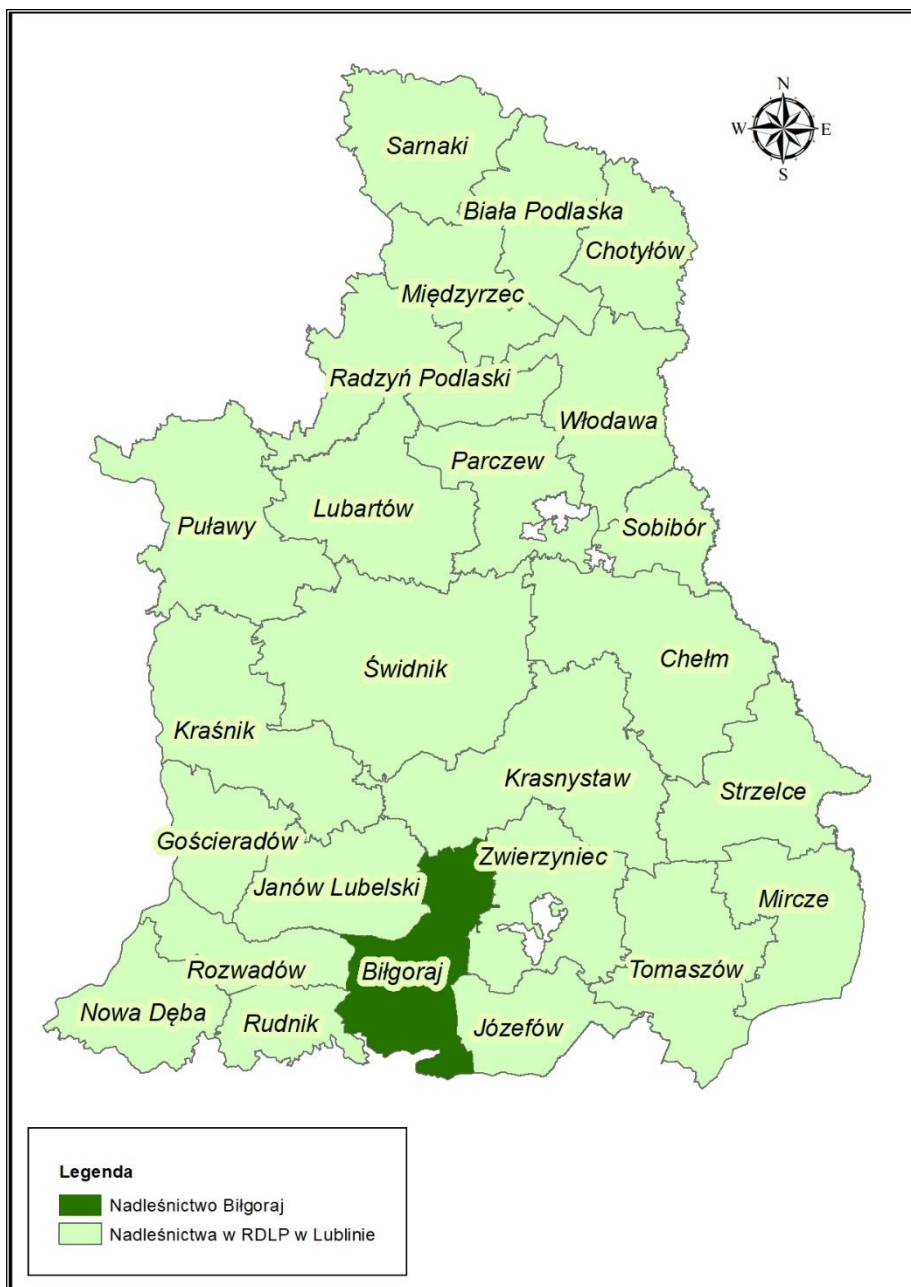 N
W E
S
Sarnaki
Biała Podlaska
Chotyłów
Międzyrzec
Radzyń Podlaski
Włodawa
Parczew
Lubartów
Puławy
Sobibór
Świdnik
Chełm
Kraśnik
Krasnystaw
Strzelce
Gościeradów
Zwierzyniec
Janów Lubelski
Mircze
Rozwadów
Biłgoraj
Tomaszów
Nowa Dęba
Rudnik
Józefów
Legenda
Nadleśnictwo Biłgoraj
Nadleśnictwa w RDLP w Lublinie